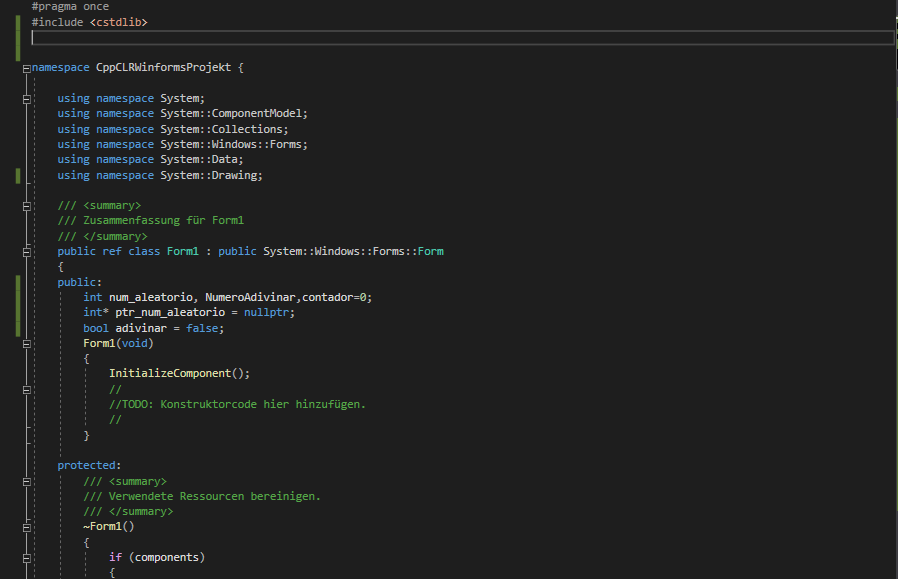 #pragma once
#include <cstdlib>
namespace CppCLRWinformsProjekt {
using namespace System;
using namespace System::ComponentModel;
using namespace System::Collections;
using namespace System::Windows::Forms;
using namespace System::Data;
using namespace System::Drawing;
/// <summary>
/// Zusammenfassung für Form1
/// </summary>
public ref class Form1 : public System::Windows::Forms::Form
{
public:
int num_aleatorio, NumeroAdivinar,contador=0;
int* ptr_num_aleatorio = nullptr;
bool adivinar = false;
Form1(void)
{
InitializeComponent();
//
//TODO: Konstruktorcode hier hinzufügen.
//
}
protected:
/// <summary>
/// Verwendete Ressourcen bereinigen.
/// </summary>
~Form1()
{
if (components)
{